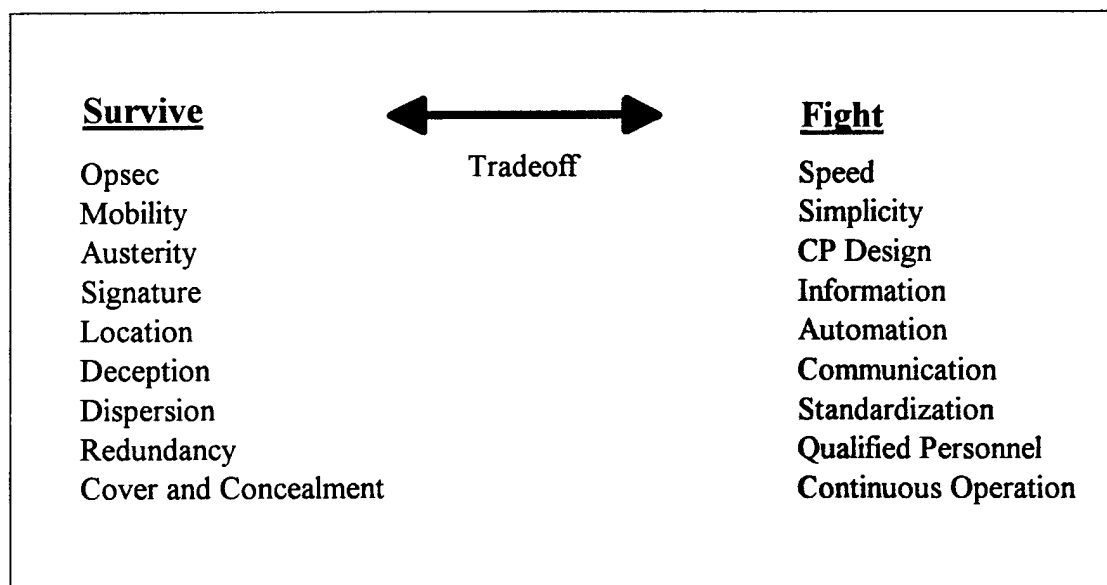 Survive
Fight
Tradeoff
Opsec
Mobility
Austerity
Signature
Location
Deception
Dispersion
Redundancy
Cover and Concealment
Speed
Simplicity
CP Design
Information
Automation
Communication
Standardization
Qualified Personnel
Continuous Operation